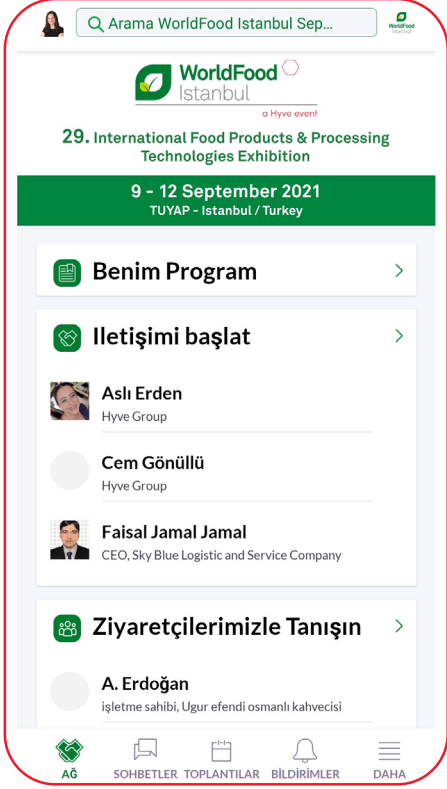 Arama WorldFood Istanbul Sep...
WorldFood
Istanbul
WorldFood
Istanbul
a Hyve event
29. International Food Products & Processing
Technologies Exhibition
9 - 12 September 2021
TUYAP - Istanbul / Turkey
Benim Program
Iletişimi başlat
Aslı Erden
Hyve Group
Cem Gönüllü
Hyve Group
Faisal Jamal Jamal
CEO, Sky Blue Logistic and Service Company
Ziyaretçilerimizle Tanışın
A. Erdoğan
işletme sahibi, Ugur efendi osmanlı kahvecisi
AĞ SOHBETLER TOPLANTILAR BİLDİRİMLER DAHA